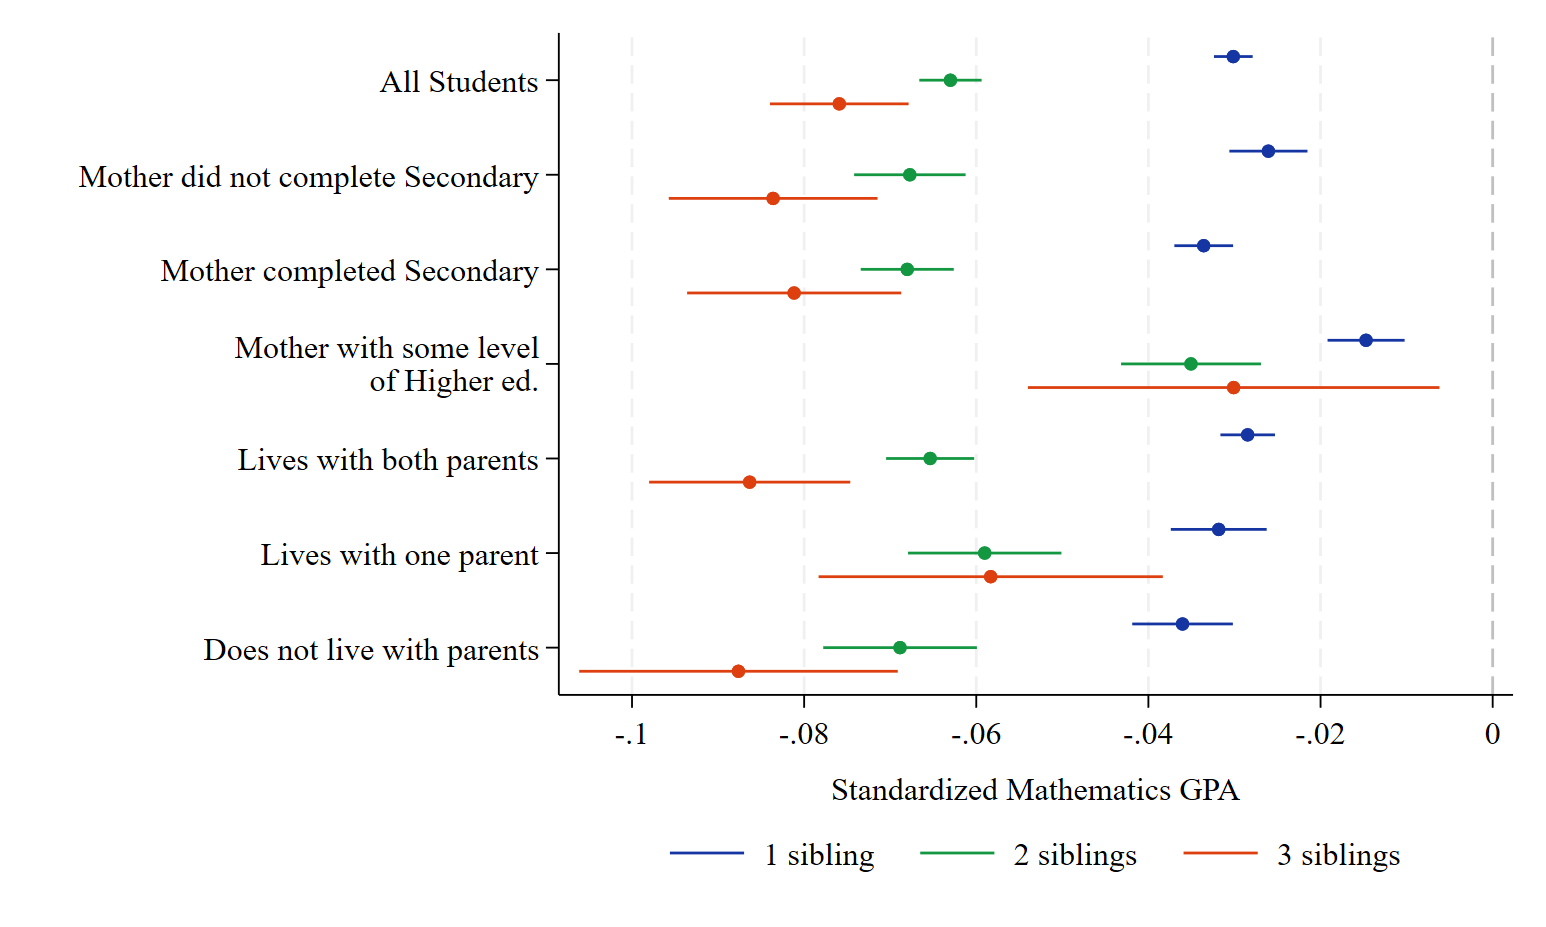 All Students
Mother did not complete Secondary
Mother completed Secondary
Mother with some level
of Higher ed.
Lives with both parents
Lives with one parent
Does not live with parents
-.1 -.08 -.06 -.04 -.02 0
Standardized Mathematics GPA
1 sibling 2 siblings 3 siblings